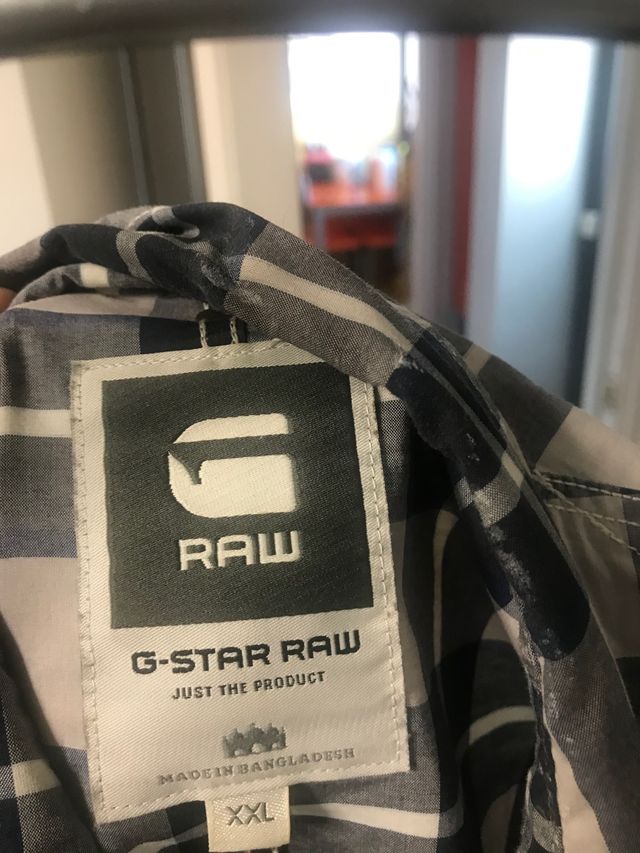 RAW
G-STAR RAW
JUST THE PRODUCT
MADE IN BANGLADESH
XXL